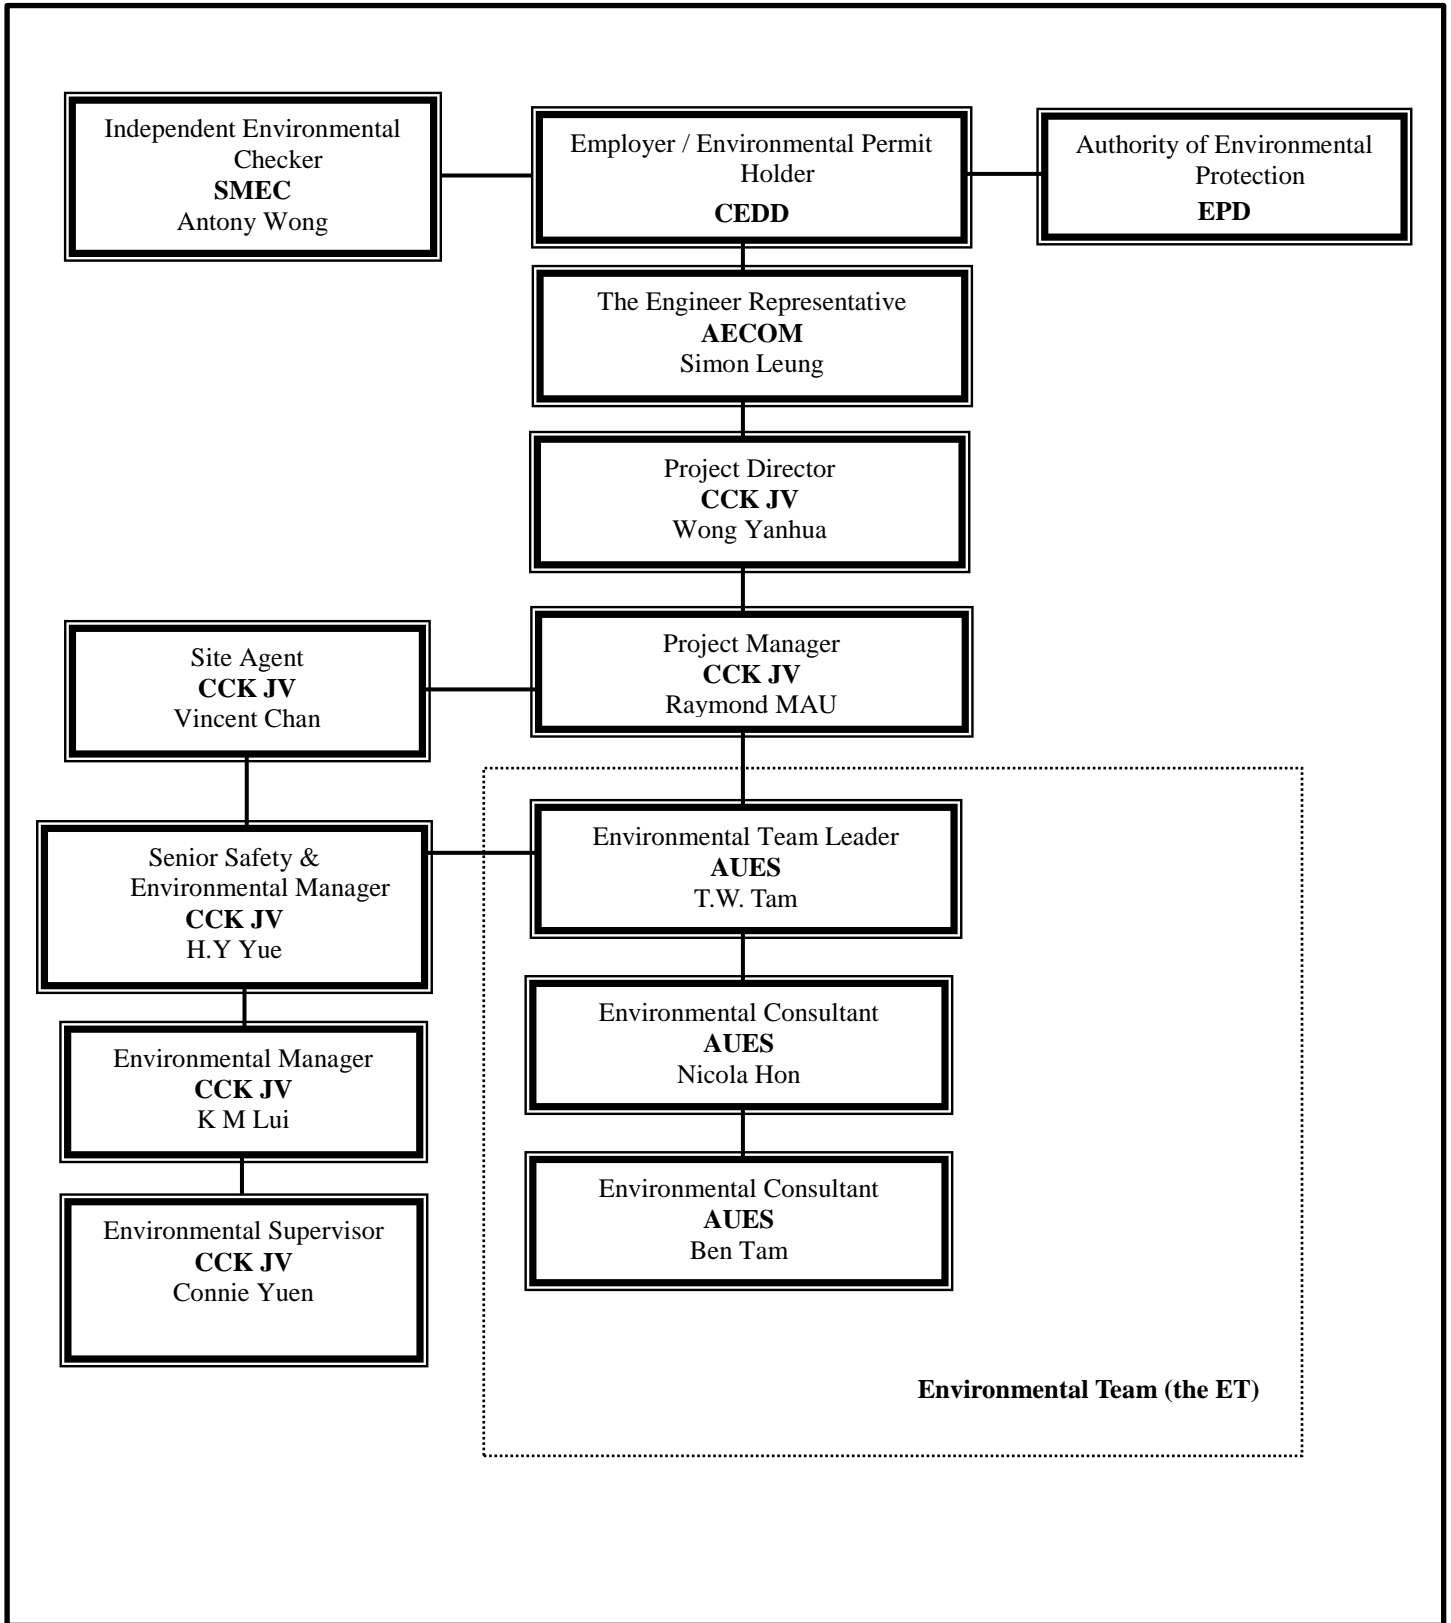 Independent Environmental
Checker
SMEC
Antony Wong
Employer / Environmental Permit
Holder
CEDD
Authority of Environmental
Protection
EPD
The Engineer Representative
AECOM
Simon Leung
Project Director
CCK JV
Wong Yanhua
Site Agent
CCK JV
Vincent Chan
Project Manager
CCK JV
Raymond MAU
Senior Safety &
Environmental Manager
CCK JV
H.Y Yue
Environmental Team Leader
AUES
T.W. Tam
Environmental Manager
CCK JV
K M Lui
Environmental Consultant
AUES
Nicola Hon
Environmental Supervisor
CCK JV
Connie Yuen
Environmental Consultant
AUES
Ben Tam
Environmental Team (the ET)